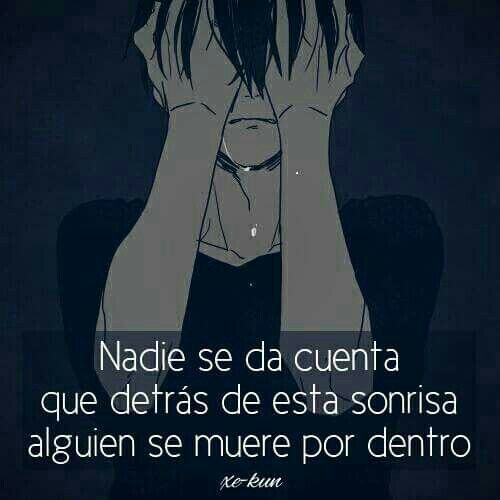 Nadie se da cuenta
que detrás de esta sonrisa
alguien se muere por dentro
xe-kun